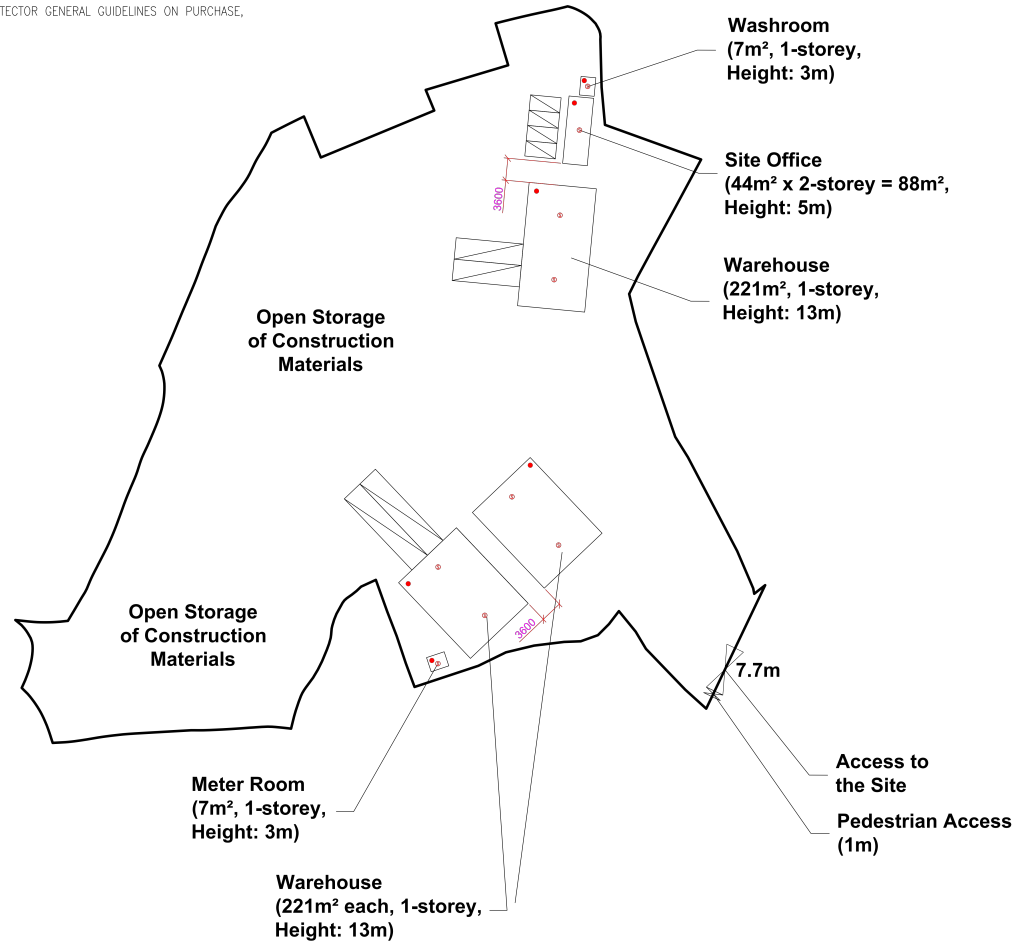 TECTOR GENERAL GUIDELINES ON PURCHASE,
Washroom
(7m², 1-storey,
Height: 3m)
Site Office
(44m² x 2-storey = 88m²,
Height: 5m)
3600
Warehouse
(221m², 1-storey,
Height: 13m)
Open Storage
of Construction
Materials
Open Storage
of Construction
Materials
3600
7.7m
Access to
the Site
Pedestrian Access
(1m)
Meter Room
(7m², 1-storey,
Height: 3m)
Warehouse
(221m² each, 1-storey,
Height: 13m)